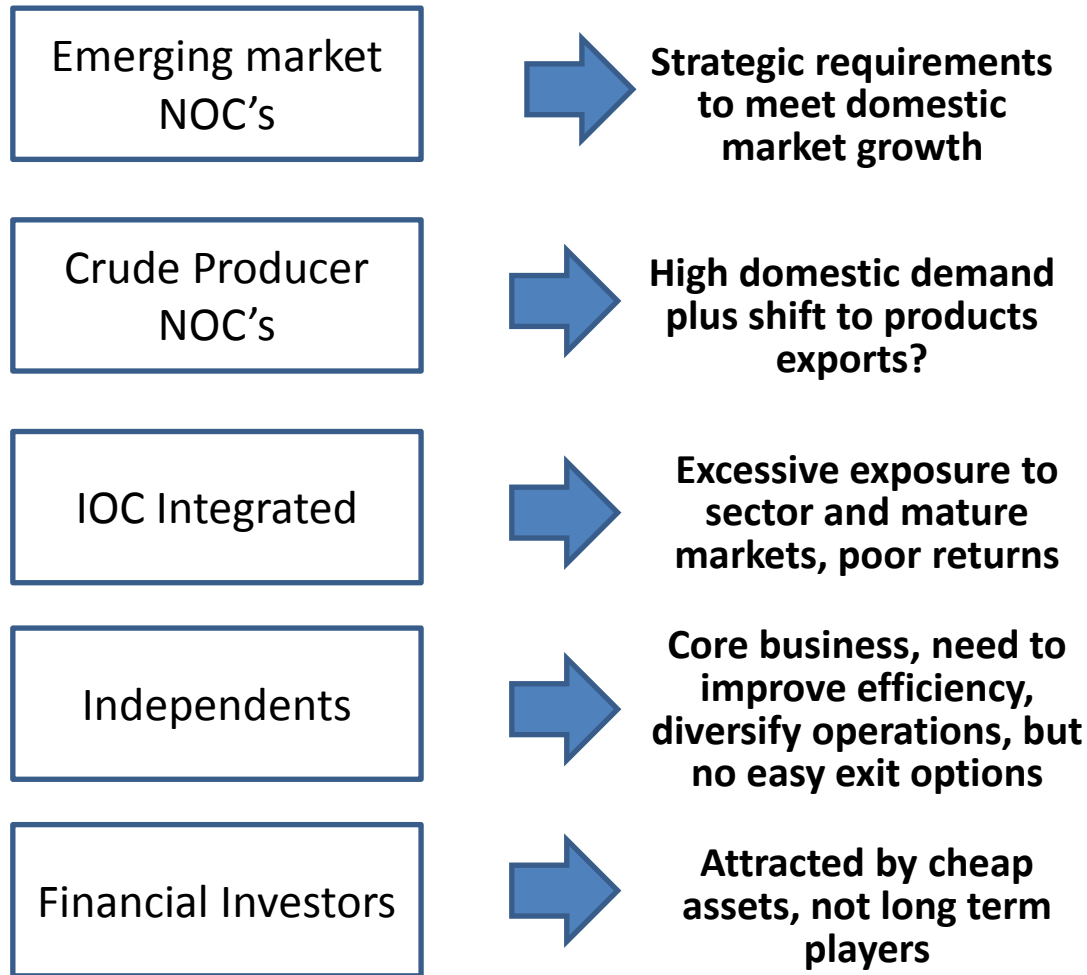 Emerging market
NOC’s
Strategic requirements
to meet domestic
market growth
Crude Producer
NOC’s
High domestic demand
plus shift to products
exports?
IOC Integrated
Excessive exposure to
sector and mature
markets, poor returns
Independents
Core business, need to
improve efficiency,
diversify operations, but
no easy exit options
Financial Investors
Attracted by cheap
assets, not long term
players